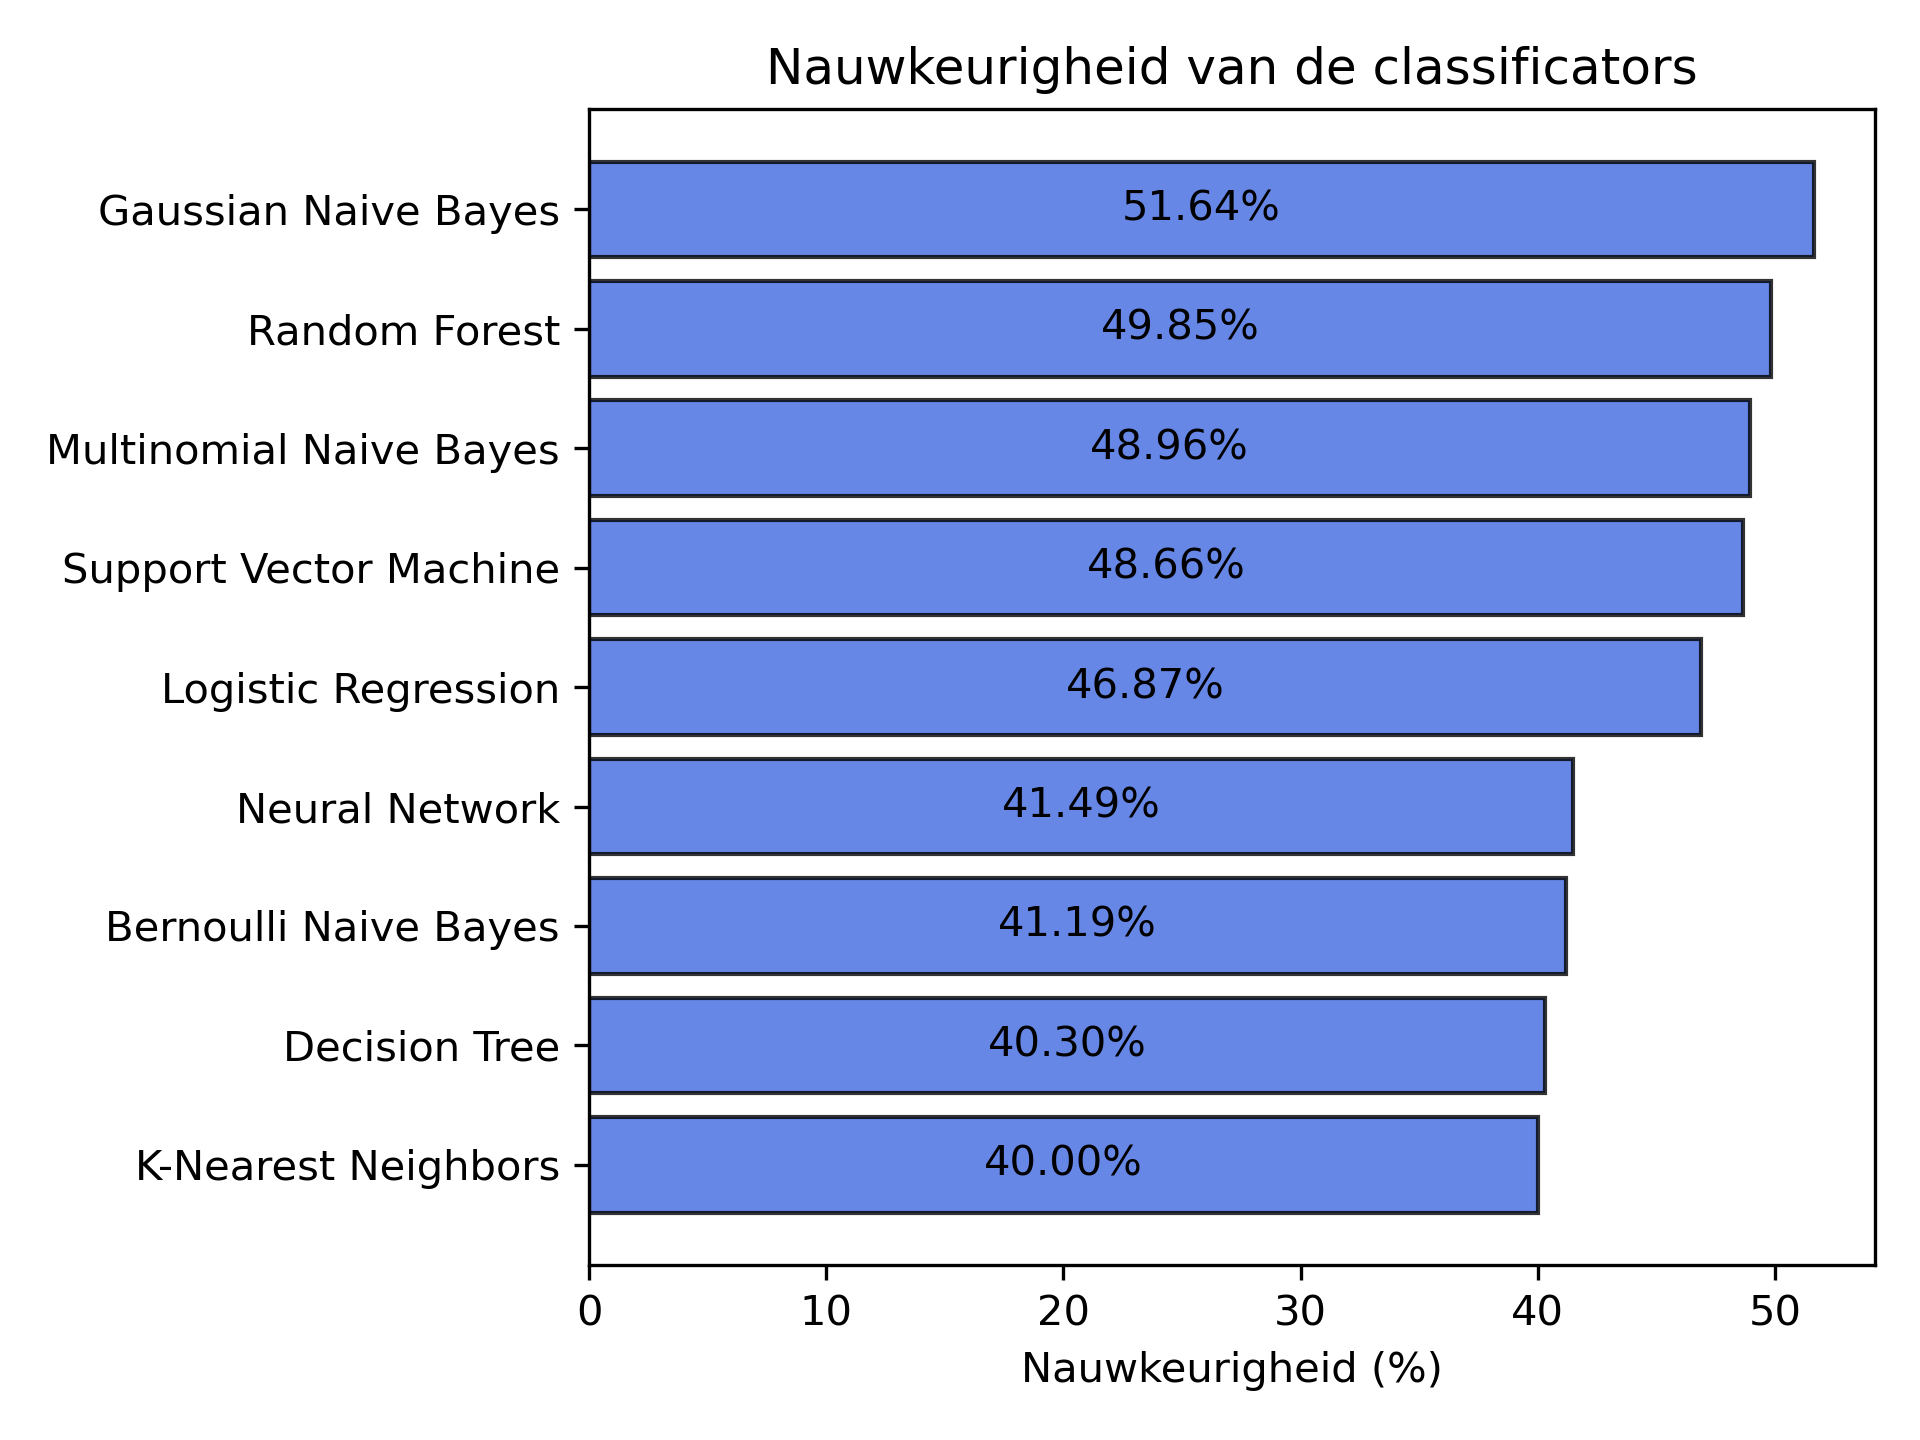 Nauwkeurigheid van de classificators
Gaussian Naive Bayes
51.64%
Random Forest
49.85%
Multinomial Naive Bayes
48.96%
Support Vector Machine
48.66%
Logistic Regression
46.87%
Neural Network
41.49%
Bernoulli Naive Bayes
41.19%
Decision Tree
40.30%
K-Nearest Neighbors
40.00%
0 10 20 30 40 50
Nauwkeurigheid (%)